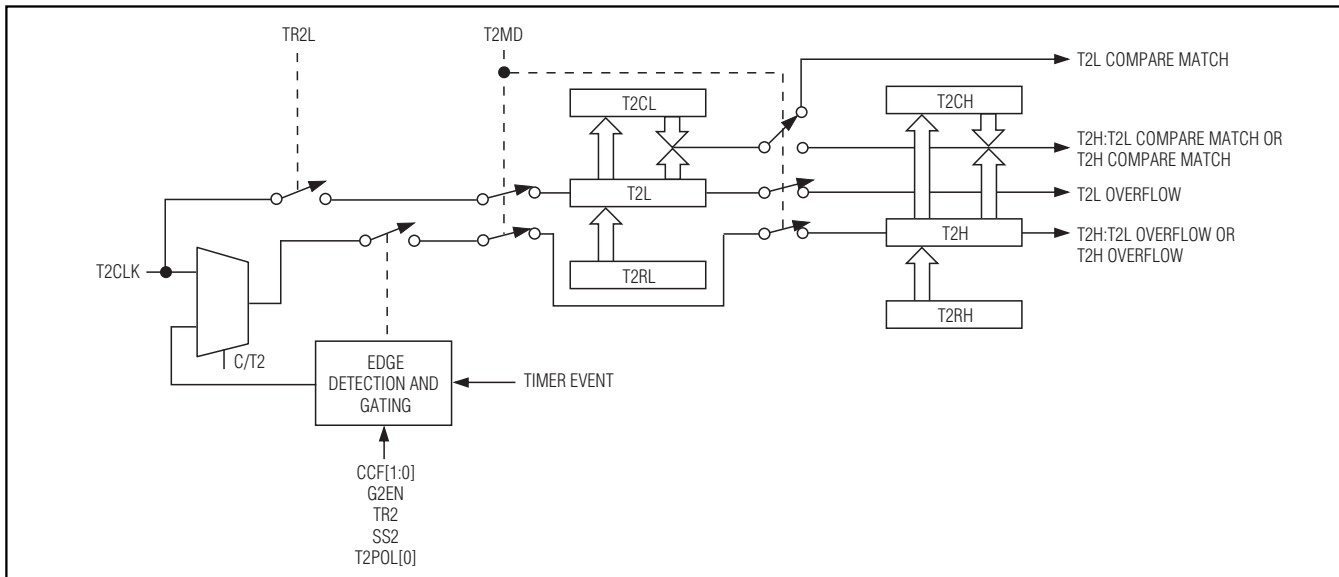 TR2L
T2MD
T2L COMPARE MATCH
T2CL
T2CH
T2H:T2L COMPARE MATCH OR
T2H COMPARE MATCH
T2L
T2L OVERFLOW
T2H
T2H:T2L OVERFLOW OR
T2H OVERFLOW
T2CLK
T2RL
T2RH
C/T2
EDGE
DETECTION AND
GATING
TIMER EVENT
CCF[1:0]
G2EN
TR2
SS2
T2POL[0]